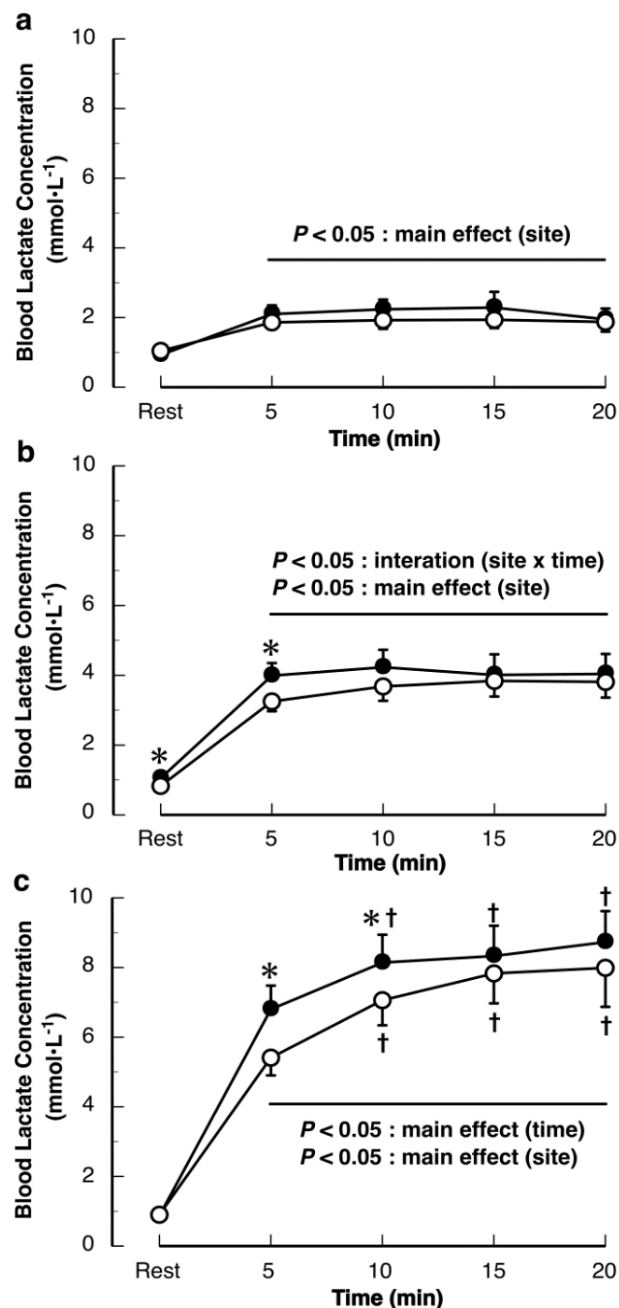 a
Blood Lactate Concentration
(mmol·L⁻¹)
10
8
6
4
2
0
P < 0.05 : main effect (site)
Rest 5 10 15 20
Time (min)
b
Blood Lactate Concentration
(mmol·L⁻¹)
10
8
6
4
2
0
P < 0.05 : interation (site x time)
P < 0.05 : main effect (site)
*
*
Rest 5 10 15 20
Time (min)
c
Blood Lactate Concentration
(mmol·L⁻¹)
10
8
6
4
2
0
* * † † †
† † †
P < 0.05 : main effect (time)
P < 0.05 : main effect (site)
Rest 5 10 15 20
Time (min)